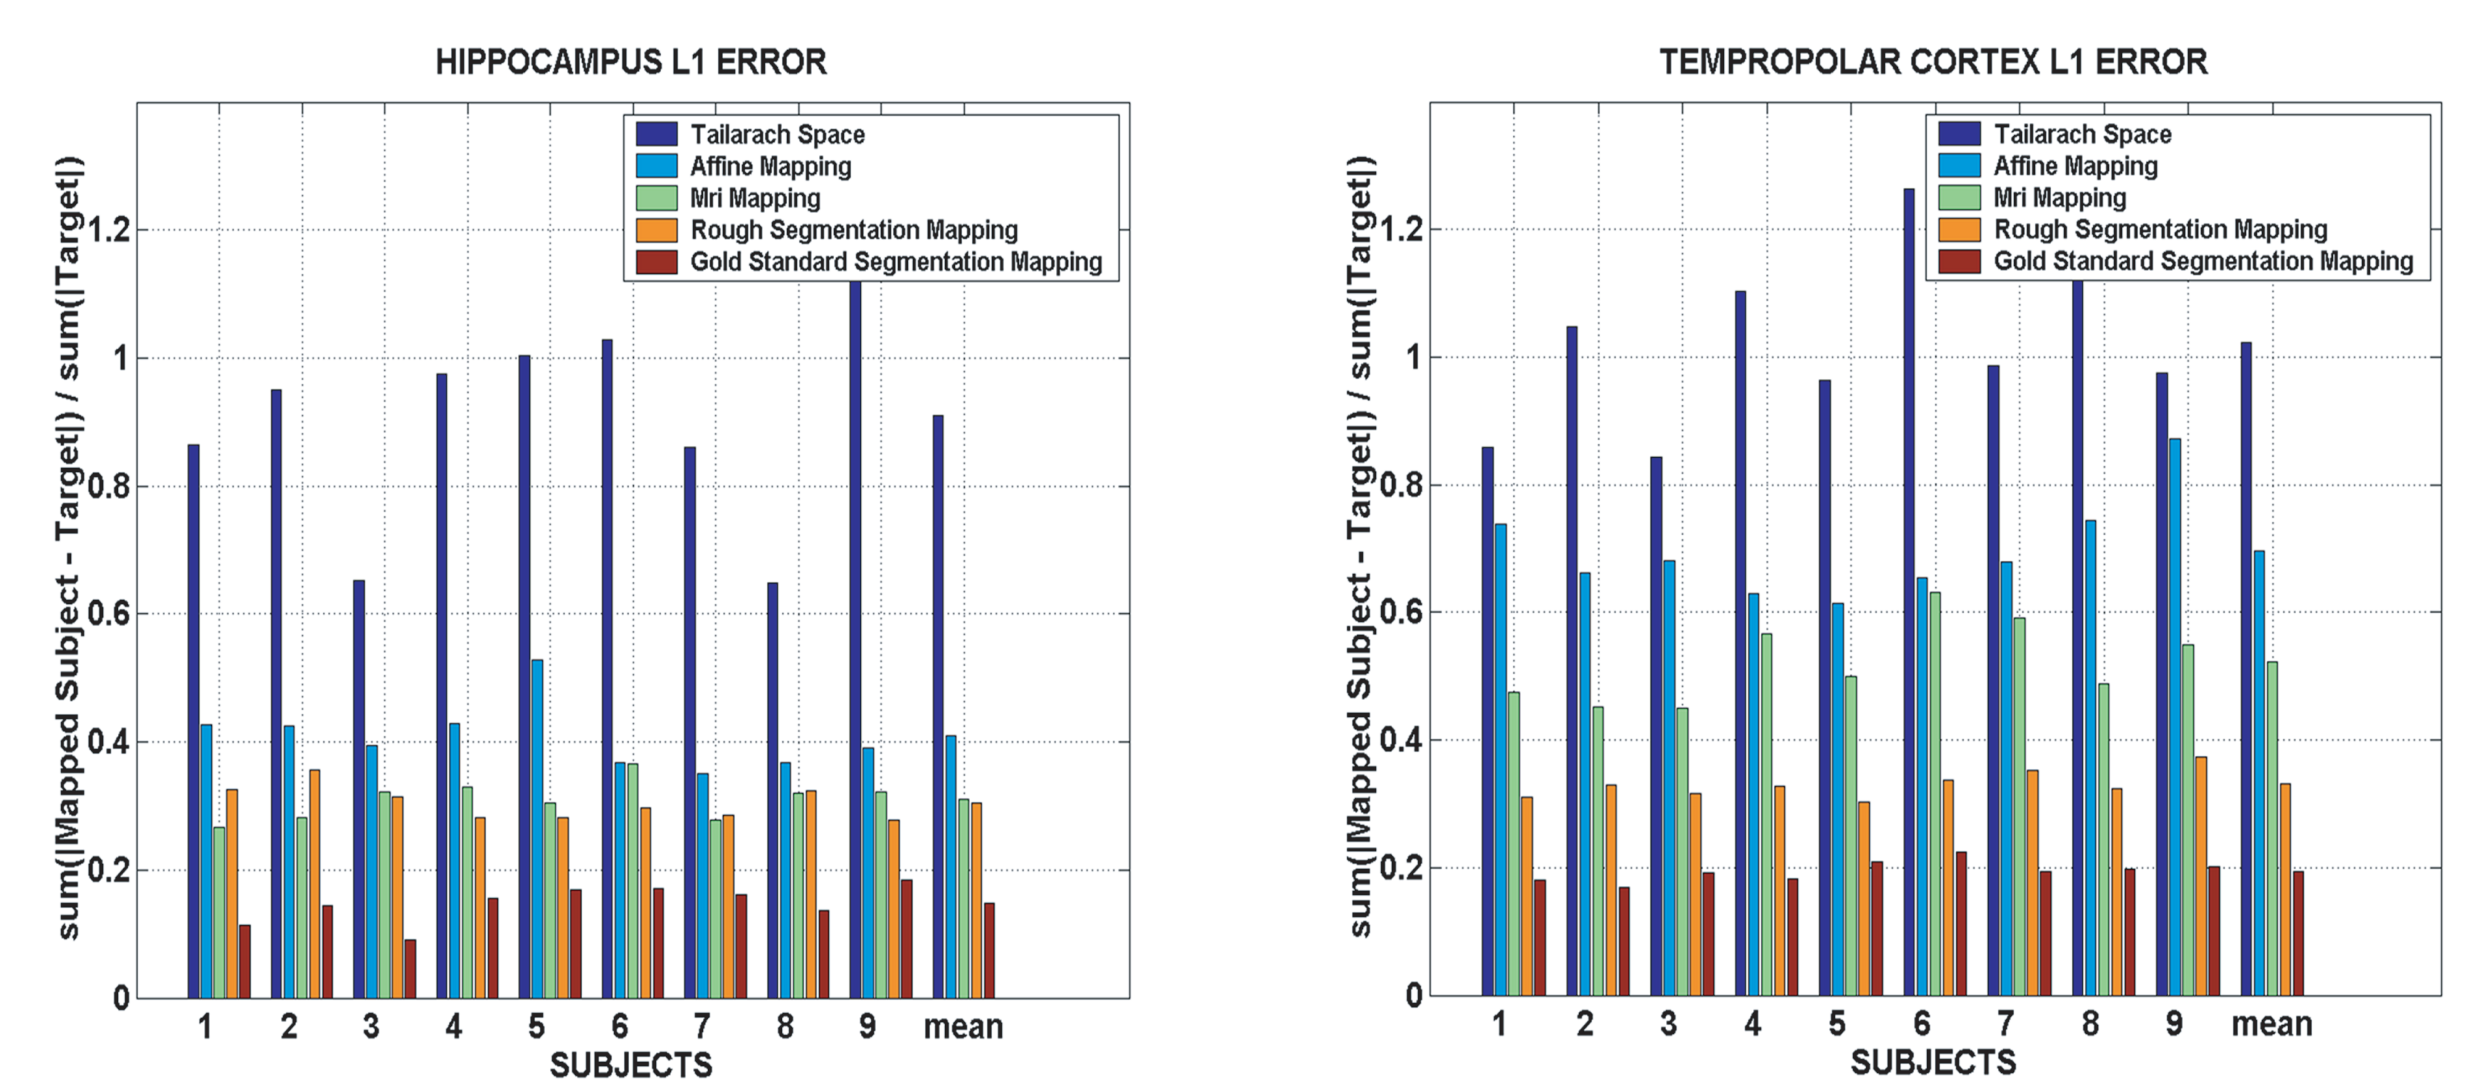 HIPPOCAMPUS L1 ERROR
sum(|Mapped Subject - Target|) / sum(|Target|)
1.2
1
0.8
0.6
0.4
0.2
0
Tailarach Space
Affine Mapping
Mri Mapping
Rough Segmentation Mapping
Gold Standard Segmentation Mapping
1 2 3 4 5 6 7 8 9 mean
SUBJECTS
TEMPROPOLAR CORTEX L1 ERROR
sum(|Mapped Subject - Target|) / sum(|Target|)
1.2
1
0.8
0.6
0.4
0.2
0
Tailarach Space
Affine Mapping
Mri Mapping
Rough Segmentation Mapping
Gold Standard Segmentation Mapping
1 2 3 4 5 6 7 8 9 mean
SUBJECTS